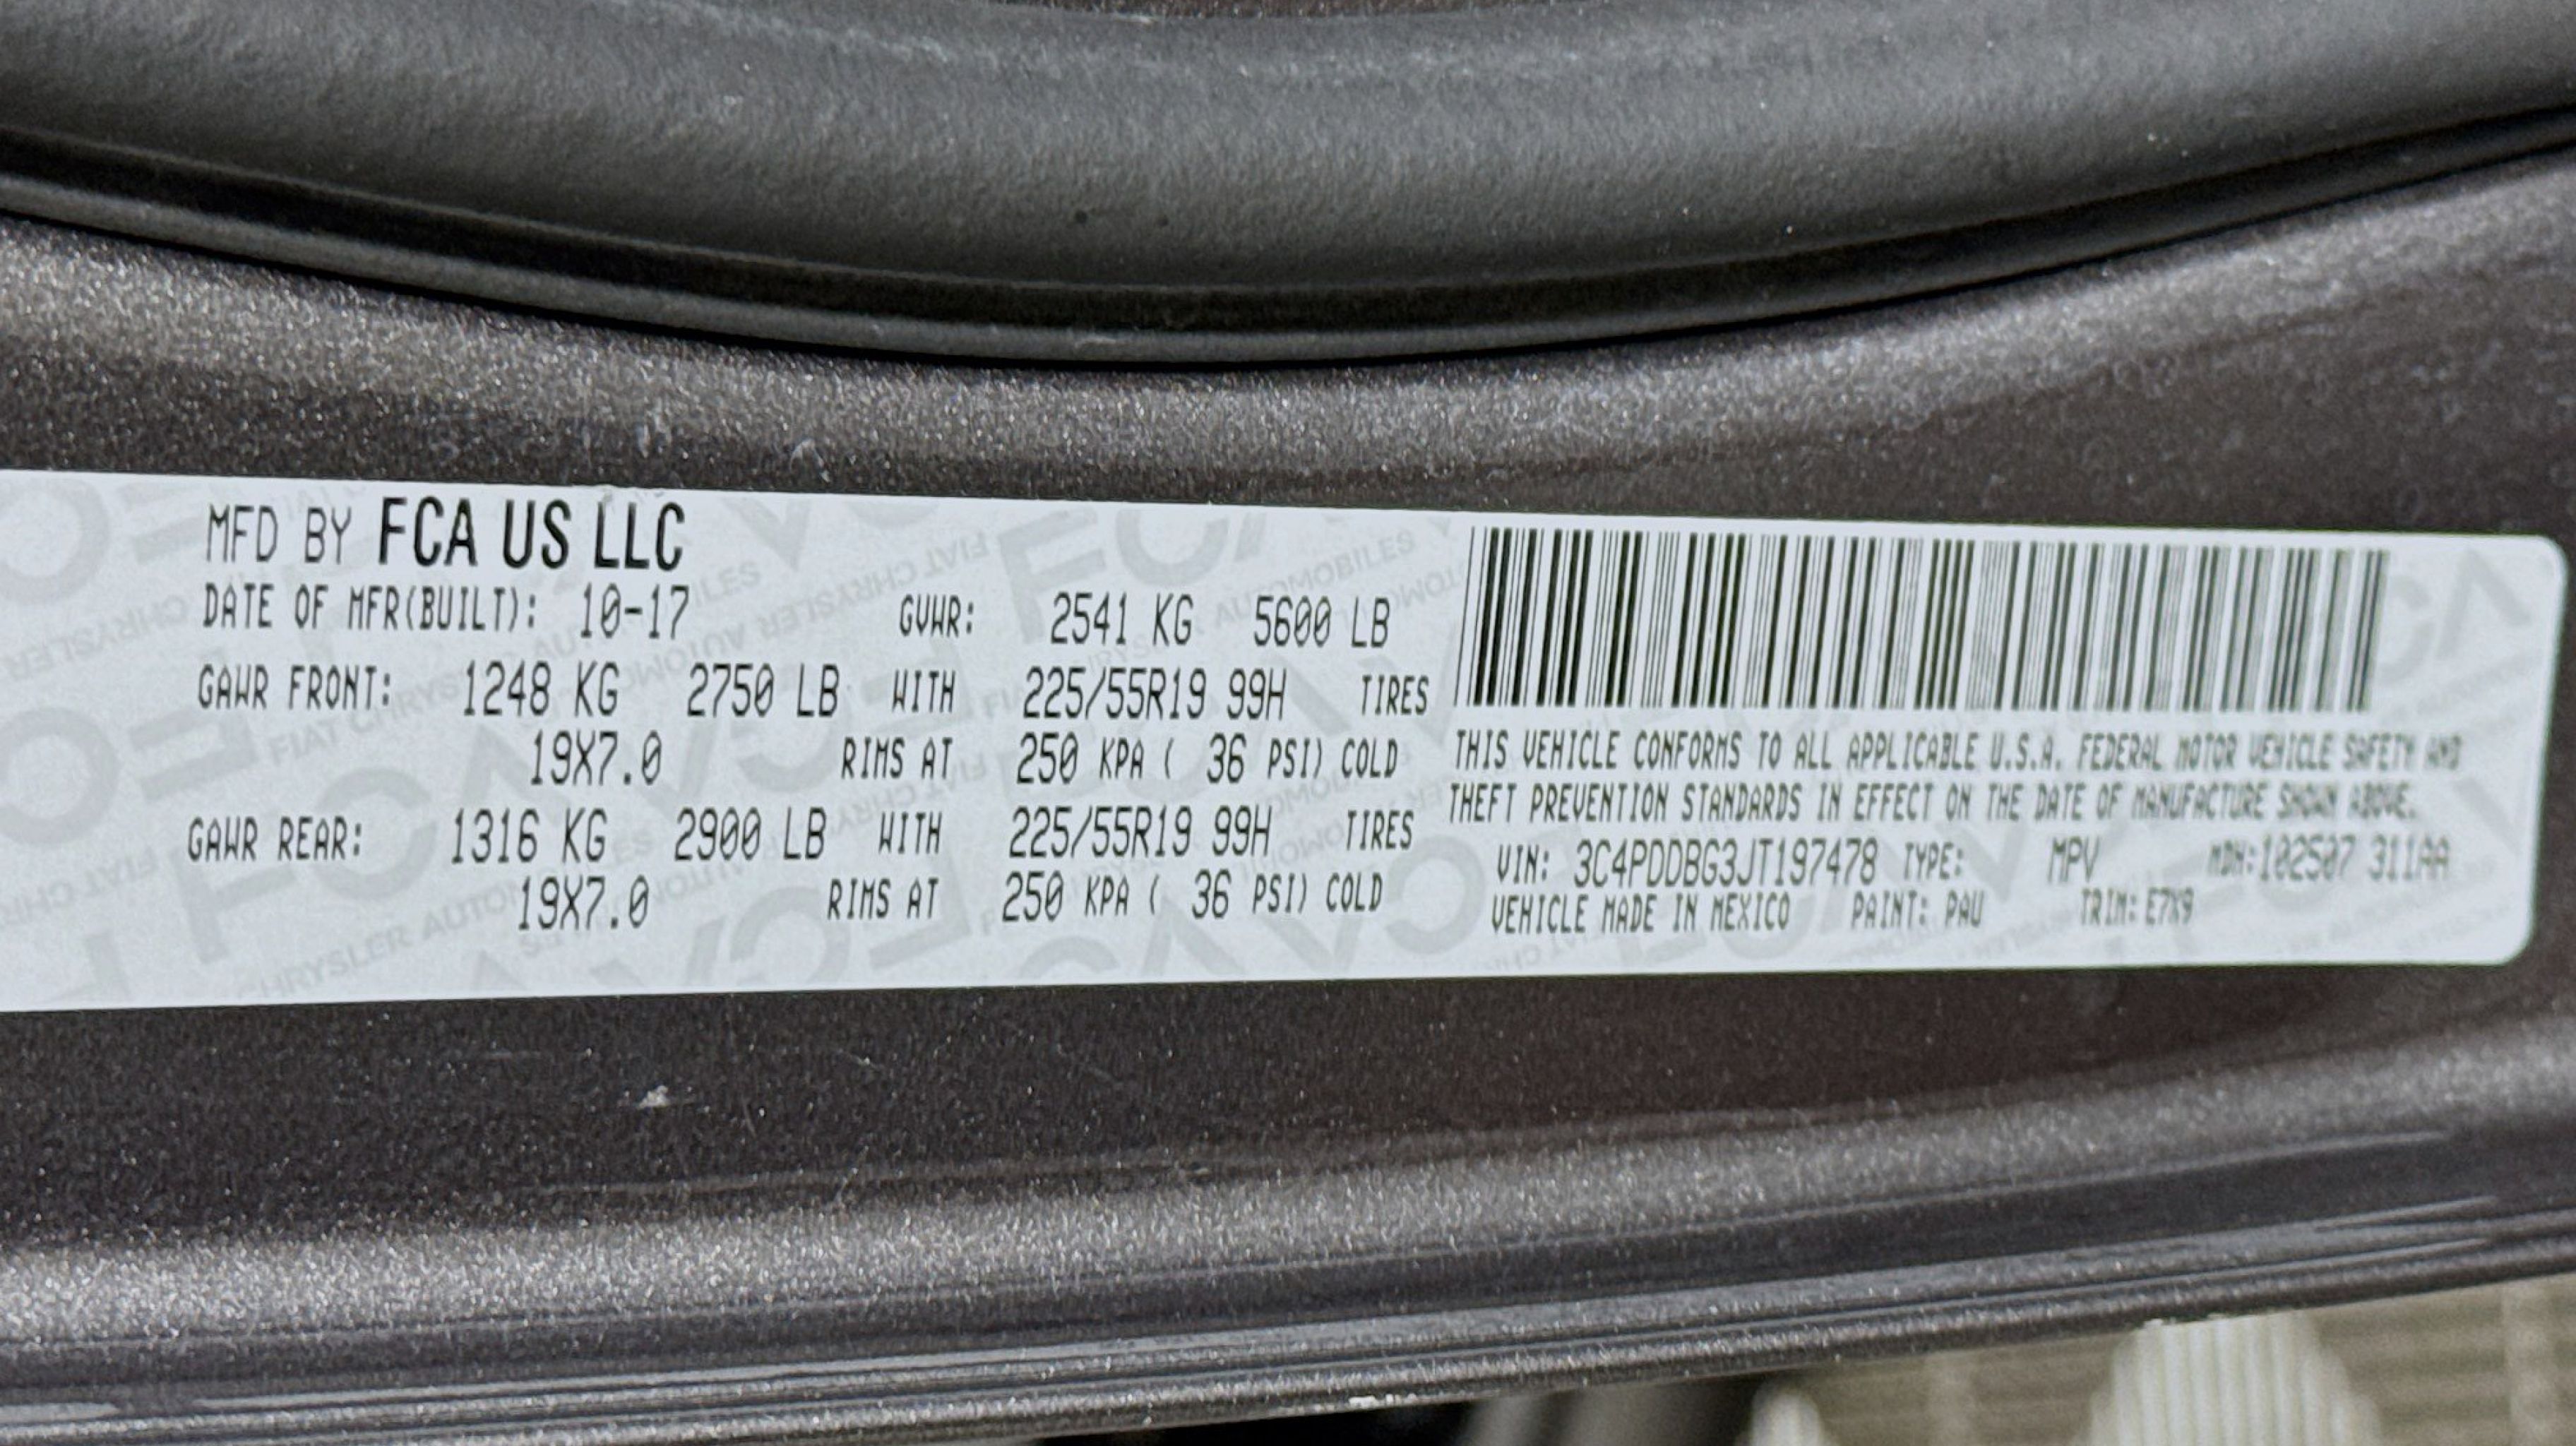 MFD BY FCA US LLC
DATE OF MFR(BUILT): 10-17 GVWR: 2541 KG 5600 LB
GAWR FRONT: 1248 KG 2750 LB WITH 225/55R19 99H TIRES
19X7.0 RIMS AT 250 KPA ( 36 PSI) COLD
GAWR REAR: 1316 KG 2900 LB WITH 225/55R19 99H TIRES
19X7.0 RIMS AT 250 KPA ( 36 PSI) COLD
THIS VEHICLE CONFORMS TO ALL APPLICABLE U.S.A. FEDERAL MOTOR VEHICLE SAFETY AND
THEFT PREVENTION STANDARDS IN EFFECT ON THE DATE OF MANUFACTURE SHOWN ABOVE.
VIN: 3C4PDDBG3JT197478 TYPE: MPV MDH:102507 311AA
VEHICLE MADE IN MEXICO PAINT: PAU TRIM: E7X9